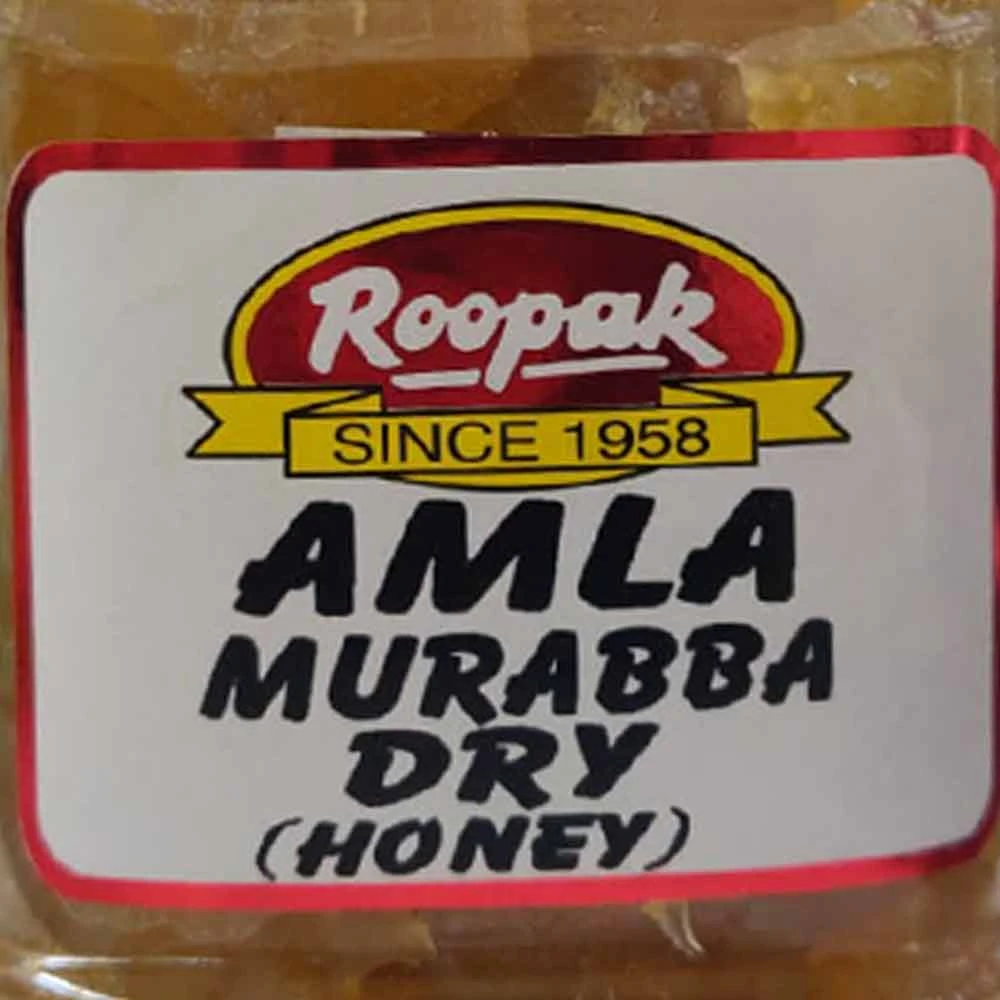 Roopak
SINCE 1958
AMLA
MURABBA
DRY
(HONEY)